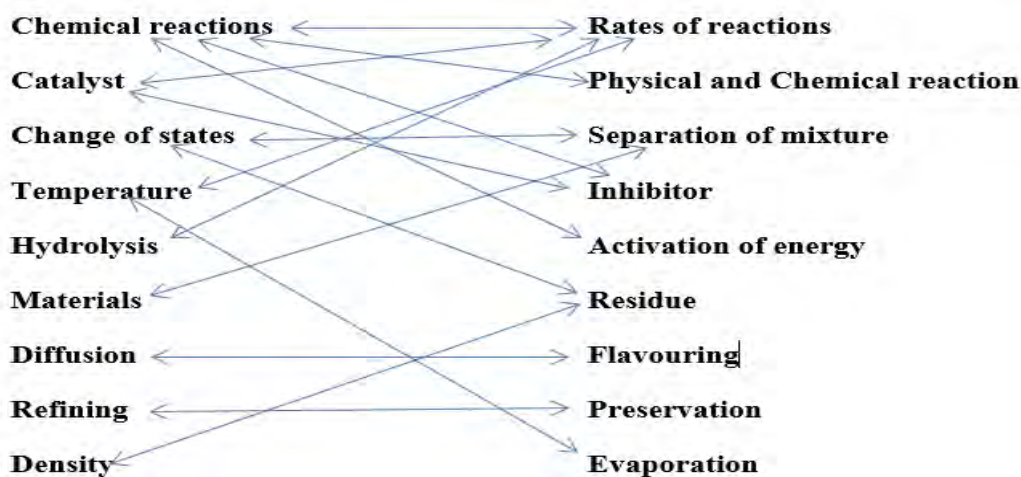 Chemical reactions Rates of reactions
Catalyst Physical and Chemical reaction
Change of states Separation of mixture
Temperature Inhibitor
Hydrolysis Activation of energy
Materials Residue
Diffusion Flavouring
Refining Preservation
Density Evaporation